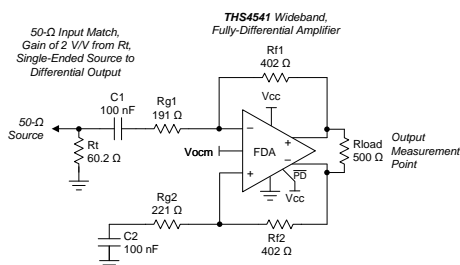 THS4541 Wideband,
Fully-Differential Amplifier
50-Ω Input Match,
Gain of 2 V/V from Rt,
Single-Ended Source to
Differential Output
Rf1
402 Ω
C1
100 nF
Rg1
191 Ω
Vcc
50-Ω
Source
Rt
60.2 Ω
Vocm
−
+
FDA
−
+
PD
Vcc
Rload
500 Ω
Output
Measurement
Point
Rg2
221 Ω
Rf2
402 Ω
C2
100 nF